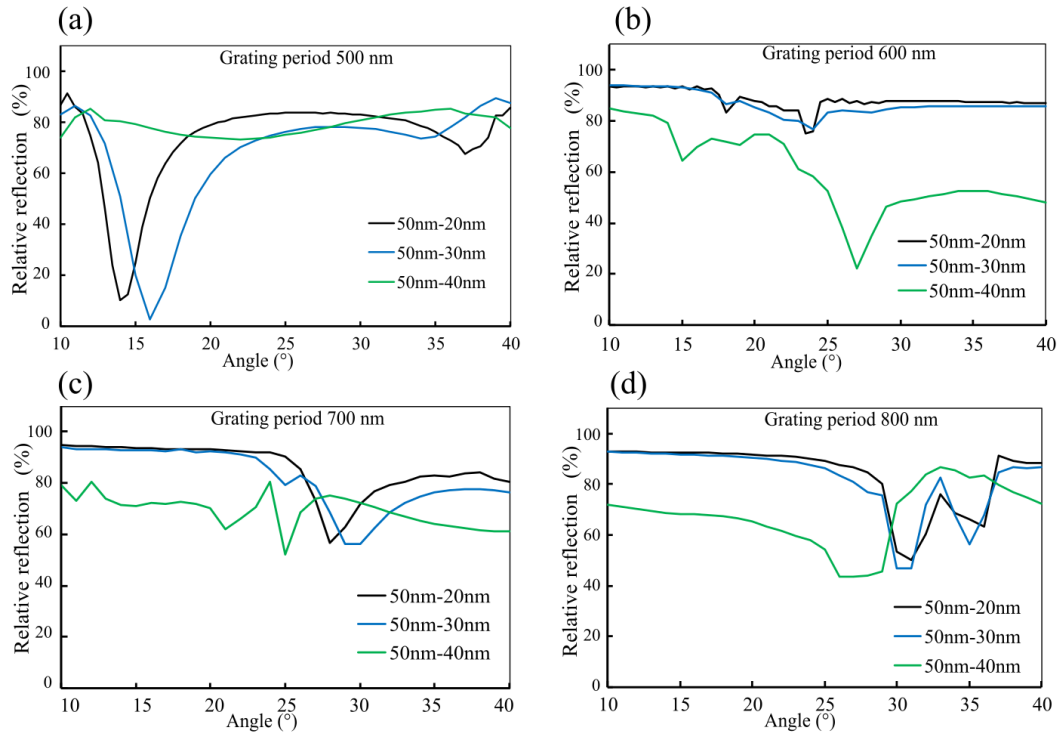 (a)
Grating period 500 nm
Relative reflection (%)
100
80
60
40
20
0
50nm-20nm
50nm-30nm
50nm-40nm
10 15 20 25 30 35 40
Angle (°)
(b)
Grating period 600 nm
Relative reflection (%)
100
80
60
40
20
0
50nm-20nm
50nm-30nm
50nm-40nm
10 15 20 25 30 35 40
Angle (°)
(c)
Grating period 700 nm
Relative reflection (%)
100
80
60
40
20
0
50nm-20nm
50nm-30nm
50nm-40nm
10 15 20 25 30 35 40
Angle (°)
(d)
Grating period 800 nm
Relative reflection (%)
100
80
60
40
20
0
50nm-20nm
50nm-30nm
50nm-40nm
10 15 20 25 30 35 40
Angle (°)